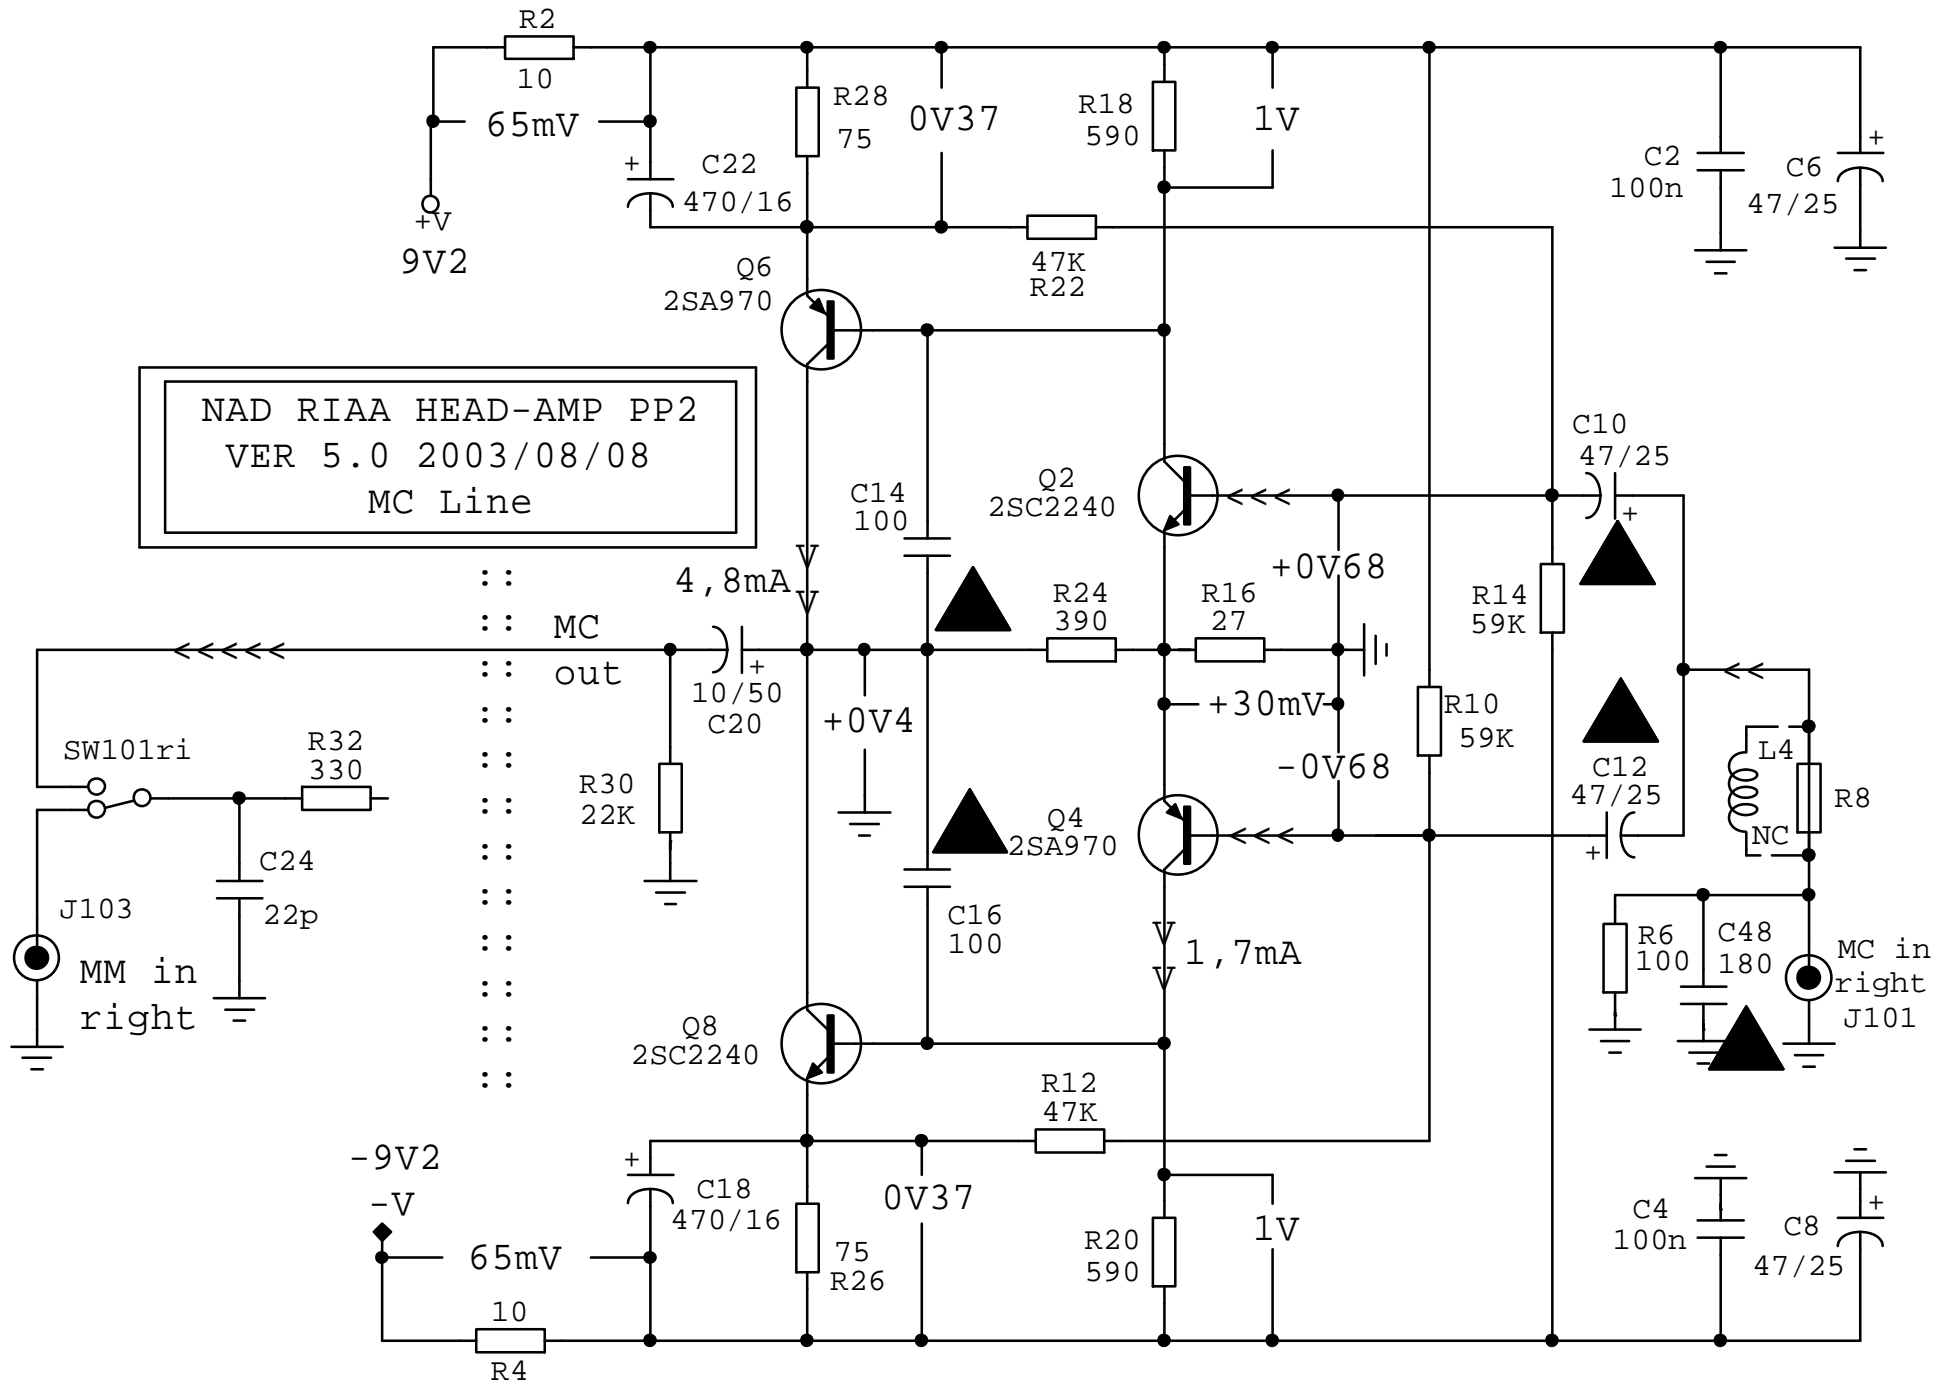 R2
10
65mV
+V
9V2
C22
470/16
R28
75
0V37
R18
590
1V
C2
100n
C6
+
47/25
+
47K
R22
Q6
2SA970
NAD RIAA HEAD-AMP PP2
VER 5.0 2003/08/08
MC Line
C10
47/25
+
Q2
2SC2240
C14
100
4,8mA
+0V68
R24
390
R16
27
R14
59K
MC
out
+
10/50
C20
+0V4
+30mV
R10
59K
-0V68
SW101ri
R32
330
R30
22K
L4
NC
R8
C12
47/25
+
Q4
2SA970
C24
22p
J103
MM in
right
C16
100
1,7mA
R6
100
C48
180
MC in
right
J101
Q8
2SC2240
R12
47K
-9V2
-V
+
C18
470/16
0V37
65mV
75
R26
R20
590
1V
C4
100n
C8
+
47/25
10
R4